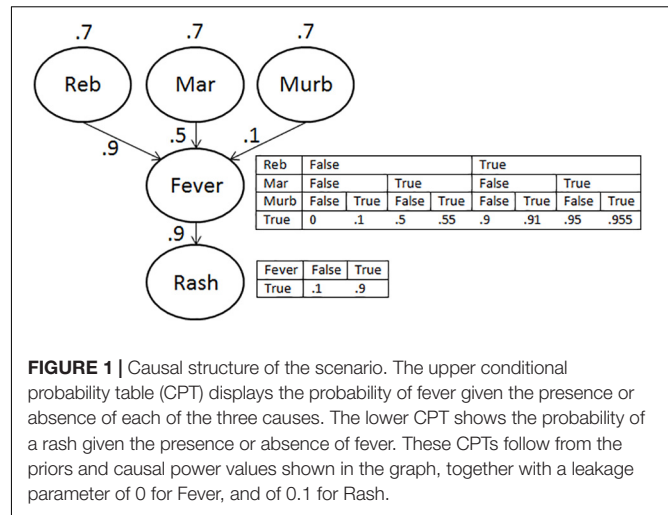 .7 .7 .7
Reb Mar Murb
.9 .5 .1
Fever
Reb False True
Mar False True False True
Murb False True False True False True False True
True 0 .1 .5 .55 .9 .91 .95 .955
.9
Rash
Fever False True
True .1 .9
FIGURE 1 | Causal structure of the scenario. The upper conditional
probability table (CPT) displays the probability of fever given the presence or
absence of each of the three causes. The lower CPT shows the probability of
a rash given the presence or absence of fever. These CPTs follow from the
priors and causal power values shown in the graph, together with a leakage
parameter of 0 for Fever, and of 0.1 for Rash.